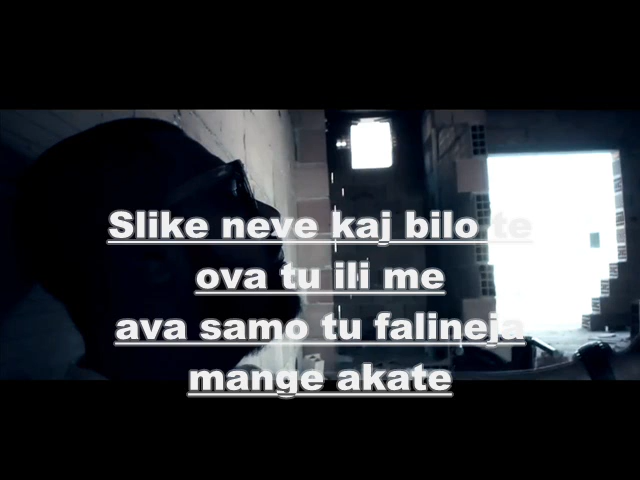 Slike neve kaj bilo te
ova tu ili me
ava samo tu falineja
mange akate